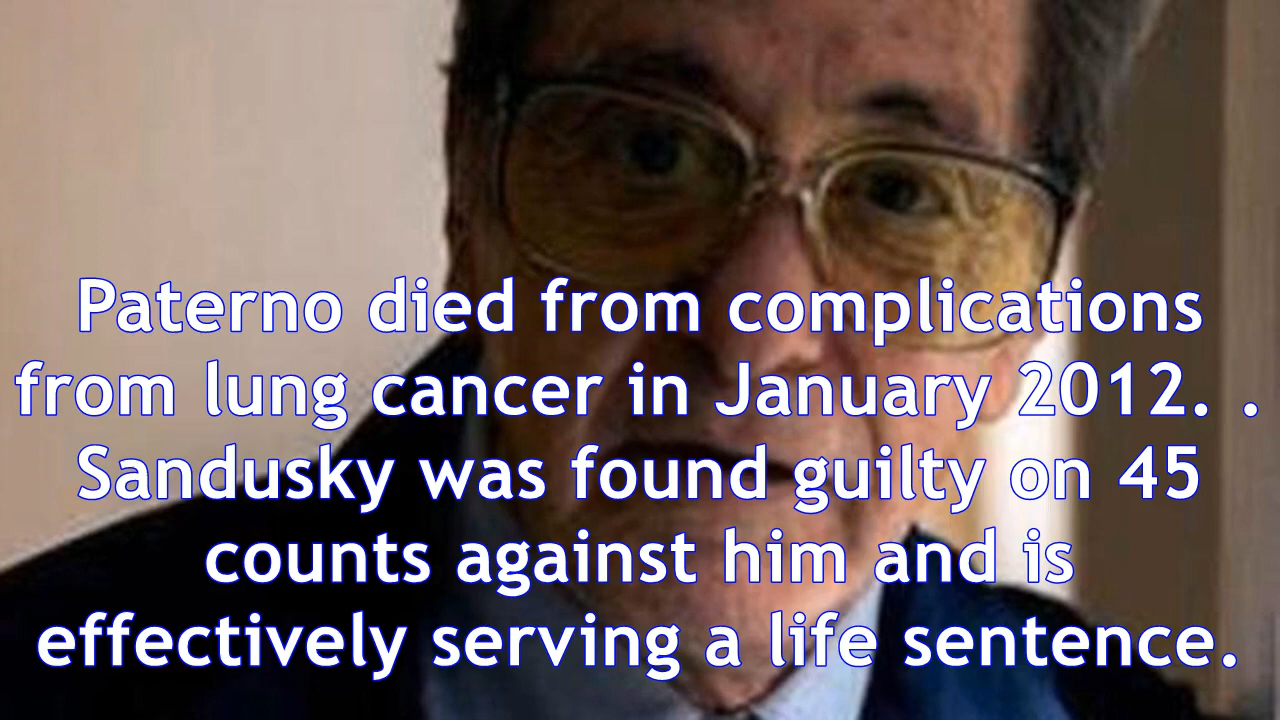 Paterno died from complications
from lung cancer in January 2012. .
Sandusky was found guilty on 45
counts against him and is
effectively serving a life sentence.